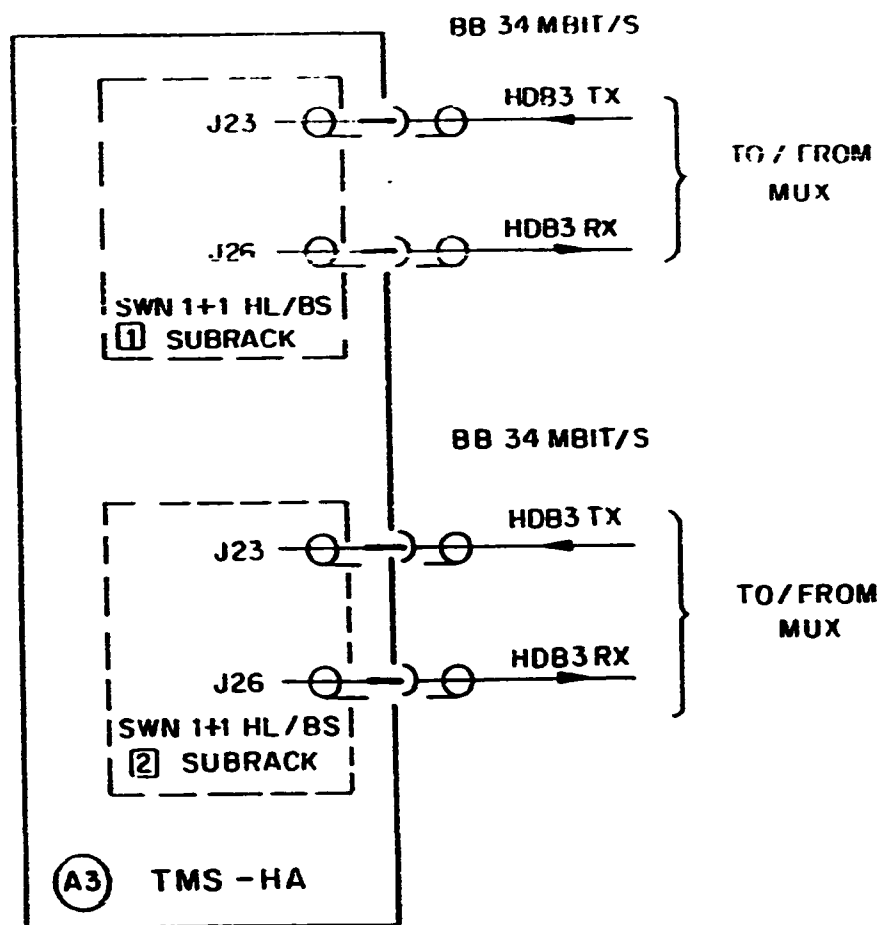 BB 34 MBIT/S
J23
HDB3 TX
TO / FROM
MUX
J26
HDB3 RX
SWN 1+1 HL/BS
1 SUBRACK
BB 34 MBIT/S
J23
HDB3 TX
TO/FROM
MUX
J26
HDB3 RX
SWN 1+1 HL/BS
2 SUBRACK
A3 TMS-HA